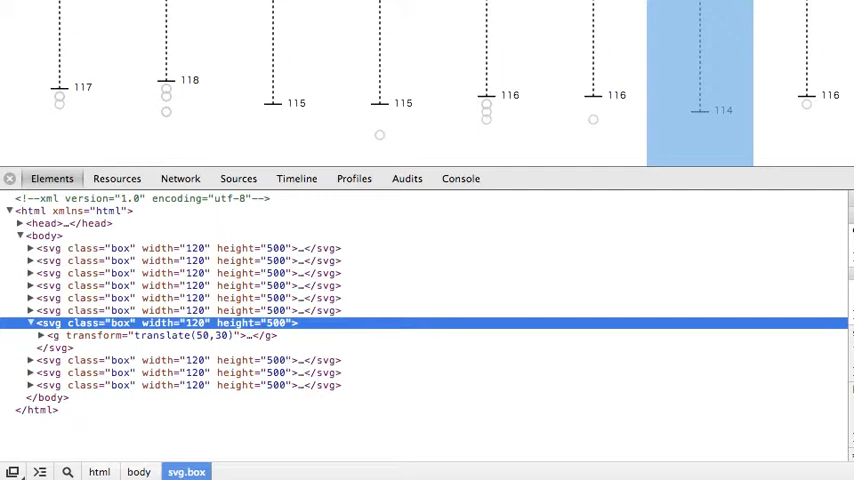 117
118
115
115
116
116
114
116
Elements Resources Network Sources Timeline Profiles Audits Console
<!--xml version="1.0" encoding="utf-8"-->
▼<html xmlns="html">
▶<head>…</head>
▼<body>
▶<svg class="box" width="120" height="500">…</svg>
▶<svg class="box" width="120" height="500">…</svg>
▶<svg class="box" width="120" height="500">…</svg>
▶<svg class="box" width="120" height="500">…</svg>
▶<svg class="box" width="120" height="500">…</svg>
▶<svg class="box" width="120" height="500">…</svg>
▼<svg class="box" width="120" height="500">
▶<g transform="translate(50,30)">…</g>
</svg>
▶<svg class="box" width="120" height="500">…</svg>
▶<svg class="box" width="120" height="500">…</svg>
▶<svg class="box" width="120" height="500">…</svg>
</body>
</html>
html body svg.box